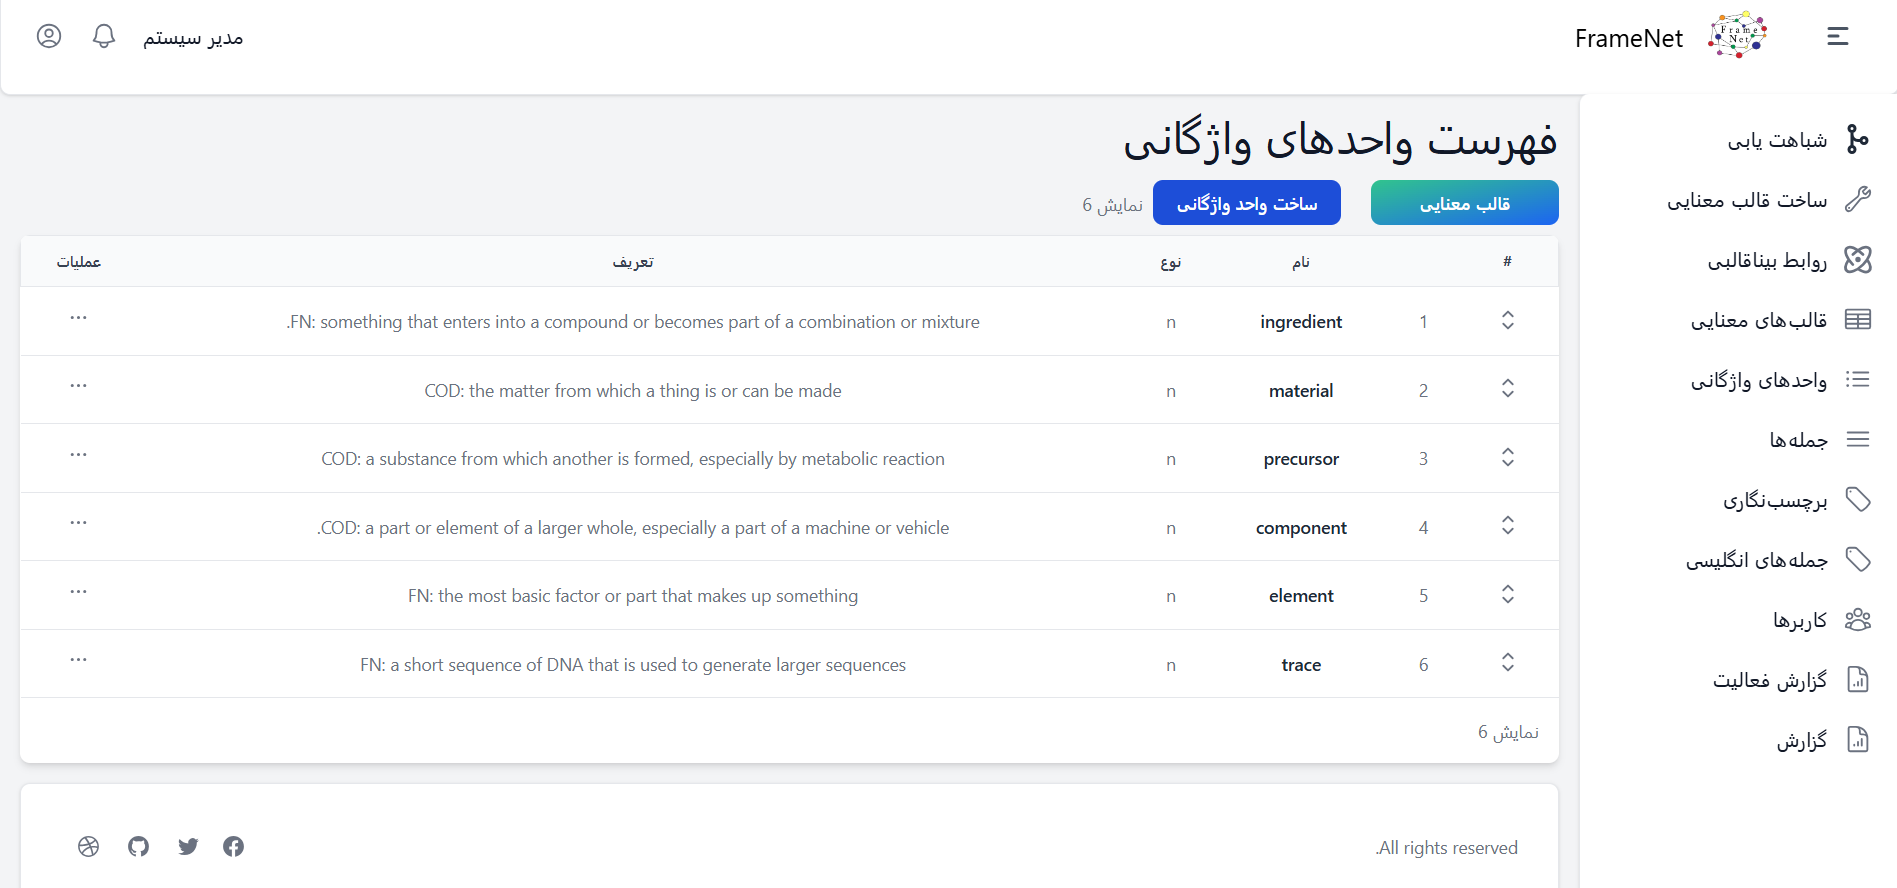 FrameNet
Frame
Net
مدیر سیستم
شباهت یابی
ساخت قالب معنایی
روابط بیناقالبی
قالب‌های معنایی
واحدهای واژگانی
جمله‌ها
برچسب‌نگاری
جمله‌های انگلیسی
کاربرها
گزارش فعالیت
گزارش
فهرست واحدهای واژگانی
قالب معنایی ساخت واحد واژگانی نمایش 6
# نام نوع تعریف عملیات
1 ingredient n FN: something that enters into a compound or becomes part of a combination or mixture. ...
2 material n COD: the matter from which a thing is or can be made ...
3 precursor n COD: a substance from which another is formed, especially by metabolic reaction ...
4 component n COD: a part or element of a larger whole, especially a part of a machine or vehicle. ...
5 element n FN: the most basic factor or part that makes up something ...
6 trace n FN: a short sequence of DNA that is used to generate larger sequences ...
نمایش 6
All rights reserved.